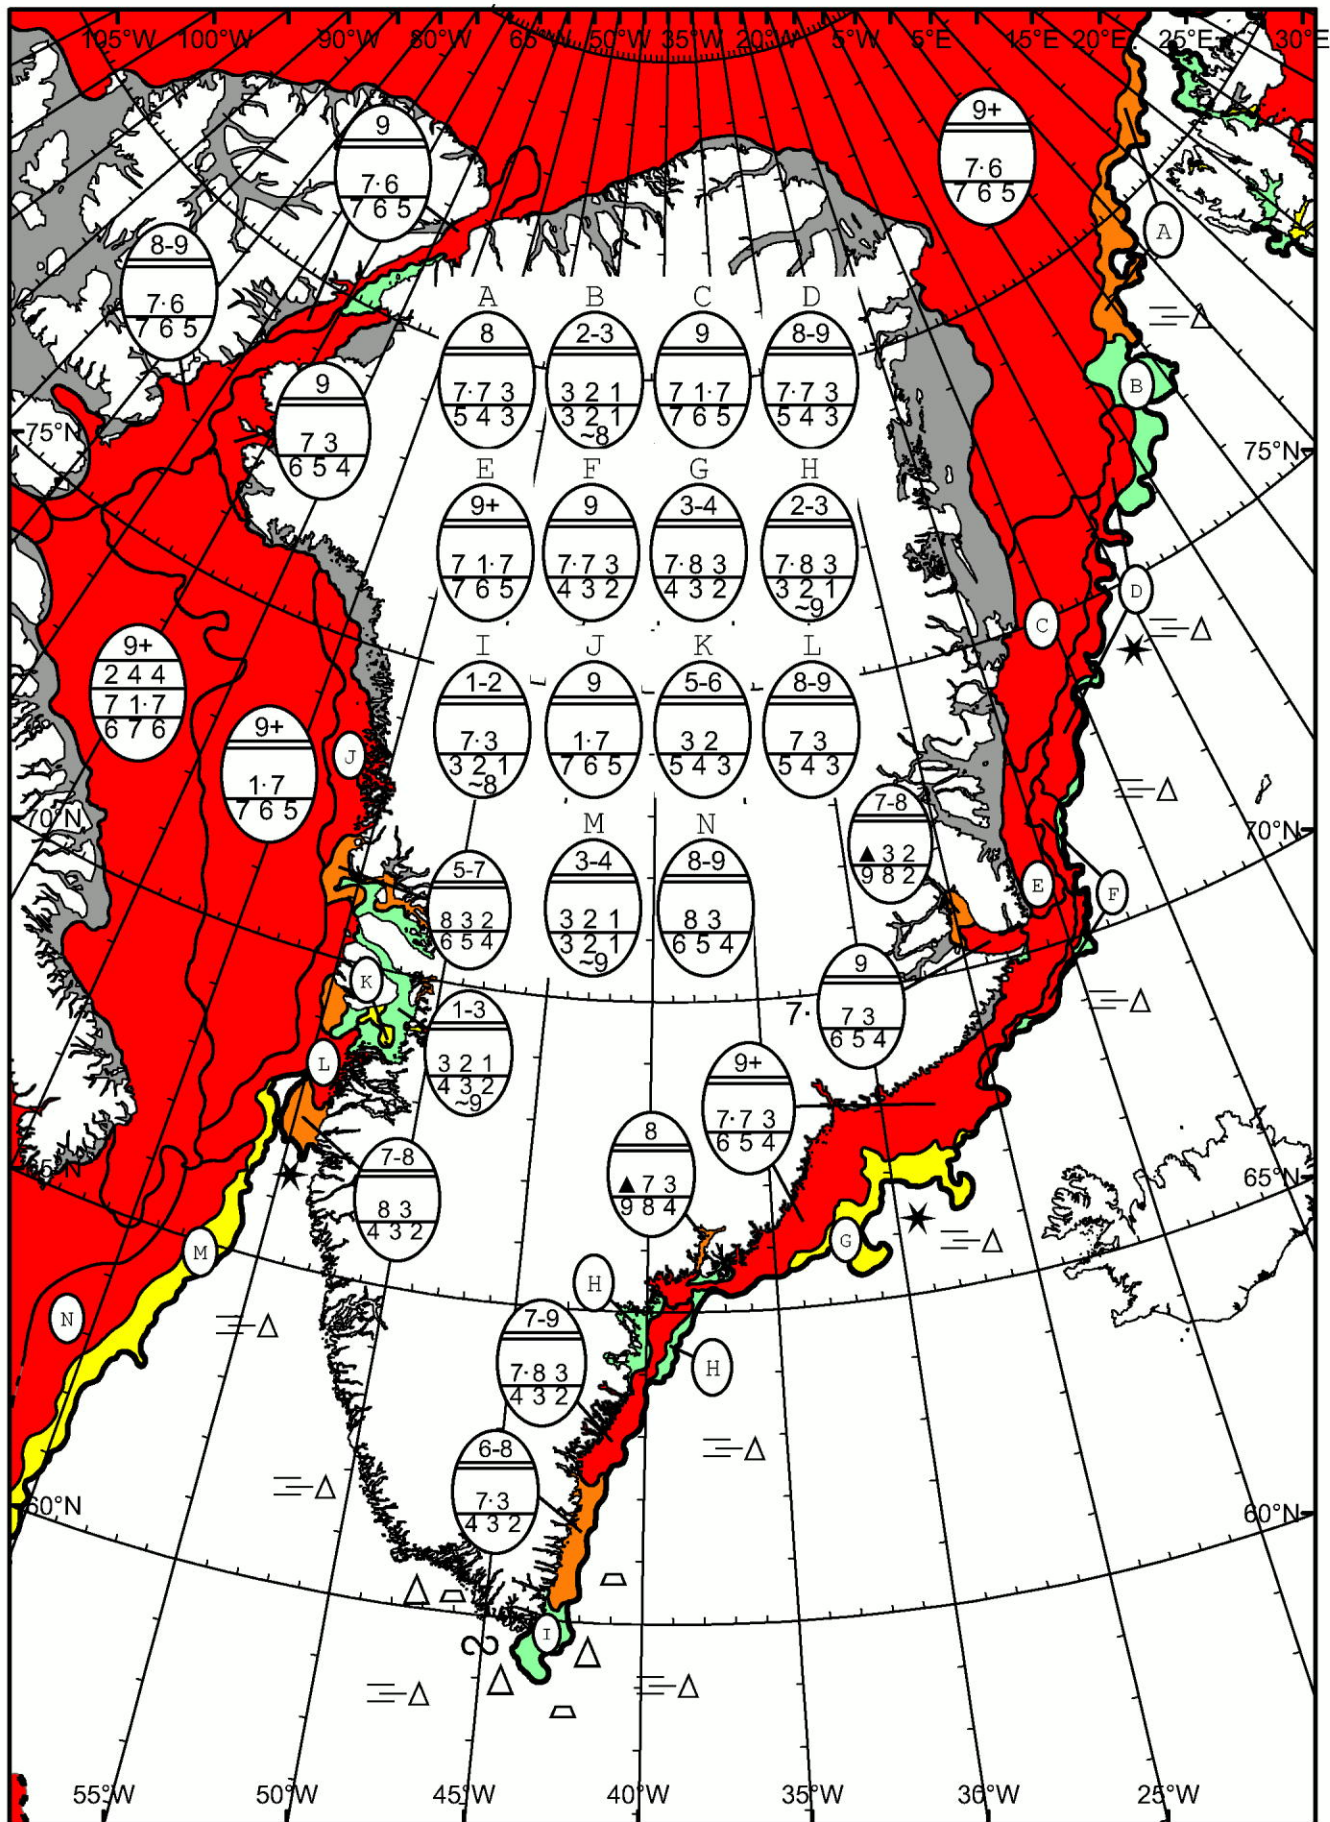 105°W 100°W 90°W 80°W 65°W 50°W 35°W 20°W 5°W 5°E 15°E 20°E 25°E 30°E
9+
7·6
7 6 5
9
7·6
7 6 5
A
8-9
7·6
7 6 5
A B C D
8 2-3 9 8-9
7·7 3 3 2 1 7 1·7 7·7 3
5 4 3 3 2 1 7 6 5 5 4 3
~8
B
9
7 3
6 5 4
75°N 75°N
E F G H
9+ 9 3-4 2-3
7 1·7 7·7 3 7·8 3 7·8 3
7 6 5 4 3 2 4 3 2 3 2 1
~9
D
C
I J K L
1-2 9 5-6 8-9
7·3 1·7 3 2 7 3
3 2 1 7 6 5 5 4 3 5 4 3
~8
9+
2 4 4
7 1·7
6 7 6
9+
1·7
7 6 5
J
70°N 70°N
M N
3-4 8-9
3 2 1 8 3
3 2 1 6 5 4
~9
7-8
▲ 3 2
9 8 2
5-7
8 3 2
6 5 4
E F
K
9
7·
7 3
6 5 4
1-3
3 2 1
4 3 2
~9
L
9+
7·7 3
6 5 4
8
▲ 7 3
9 8 4
65°N 65°N
7-8
8 3
4 3 2
M G
H
N
7-9
7·8 3
4 3 2
H
6-8
7·3
4 3 2
60°N 60°N
I
55°W 50°W 45°W 40°W 35°W 30°W 25°W